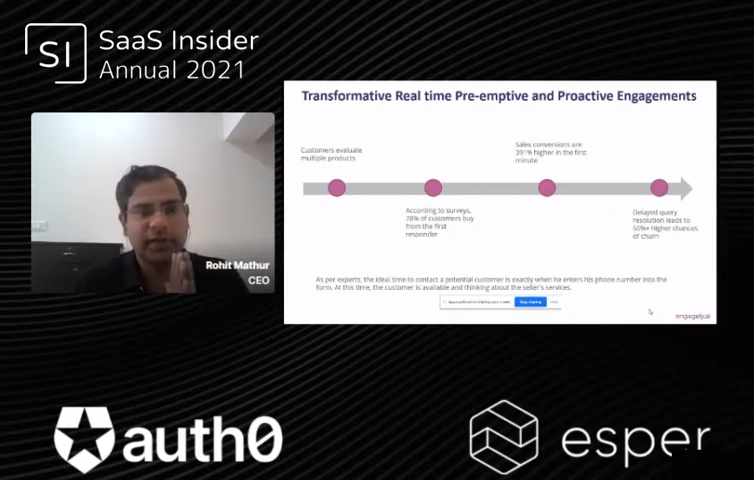 SI
SaaS Insider
Annual 2021
Transformative Real time Pre-emptive and Proactive Engagements
Customers evaluate
multiple products
Sales conversions are
391% higher in the first
minute
According to surveys,
78% of customers buy
from the first
responder
Delayed query
resolution leads to
50%+ higher chances
of churn
As per experts, the ideal time to contact a potential customer is exactly when he enters his phone number into the
form. At this time, the customer is available and thinking about the seller's services.
Stop sharing
engagely.ai
Rohit Mathur
CEO
auth0
esper